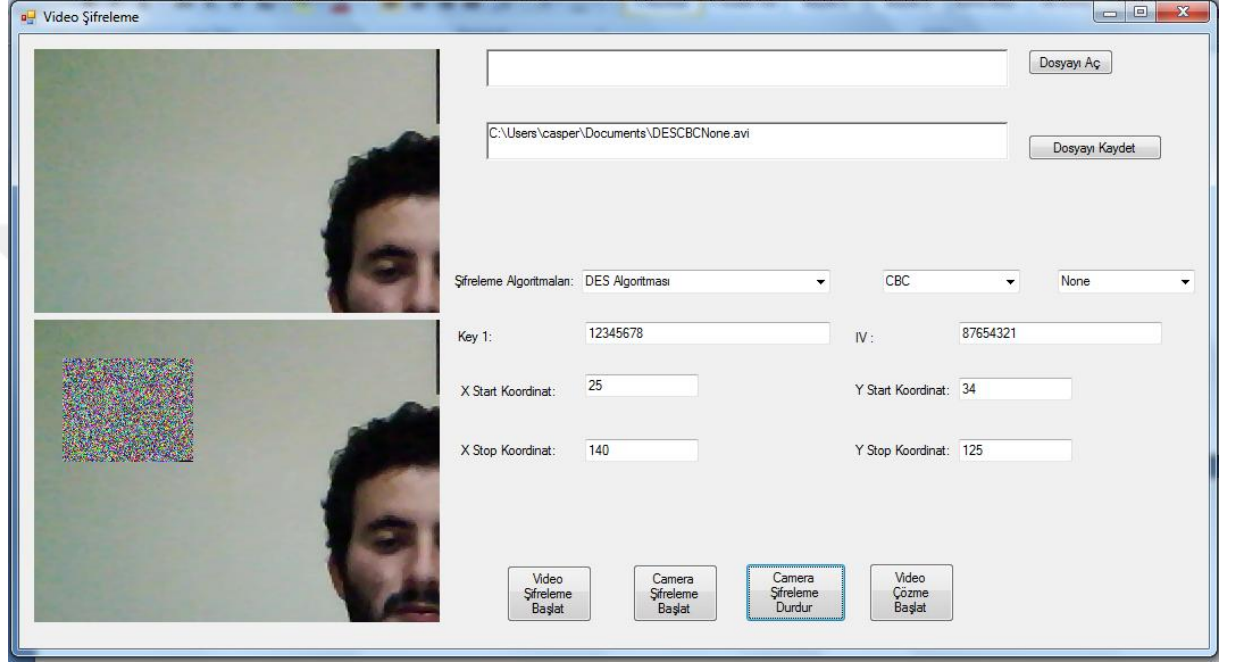 Video Şifreleme
Dosyayı Aç
C:\Users\casper\Documents\DESCBCNone.avi
Dosyayı Kaydet
Şifreleme Algoritmaları: DES Algoritması CBC None
Key 1: 12345678 IV : 87654321
X Start Koordinat: 25 Y Start Koordinat: 34
X Stop Koordinat: 140 Y Stop Koordinat: 125
Video
Şifreleme
Başlat
Camera
Şifreleme
Başlat
Camera
Şifreleme
Durdur
Video
Çözme
Başlat